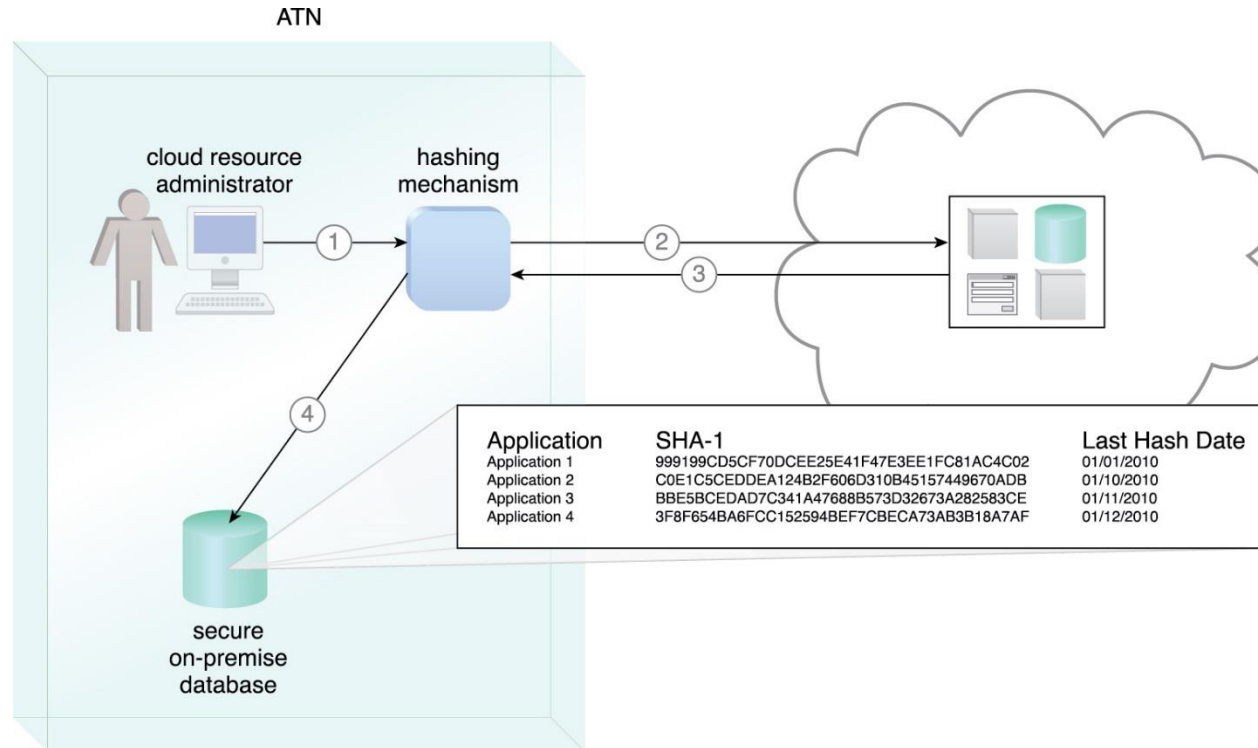 ATN
cloud resource
administrator
hashing
mechanism
1
2
3
4
Application SHA-1 Last Hash Date
Application 1 999199CD5CF70DCEE25E41F47E3EE1FC81AC4C02 01/01/2010
Application 2 C0E1C5CEDDEA124B2F606D310B45157449670ADB 01/10/2010
Application 3 BBE5BCEDAD7C341A47688B573D32673A282583CE 01/11/2010
Application 4 3F8F654BA6FCC152594BEF7CBECA73AB3B18A7AF 01/12/2010
secure
on-premise
database